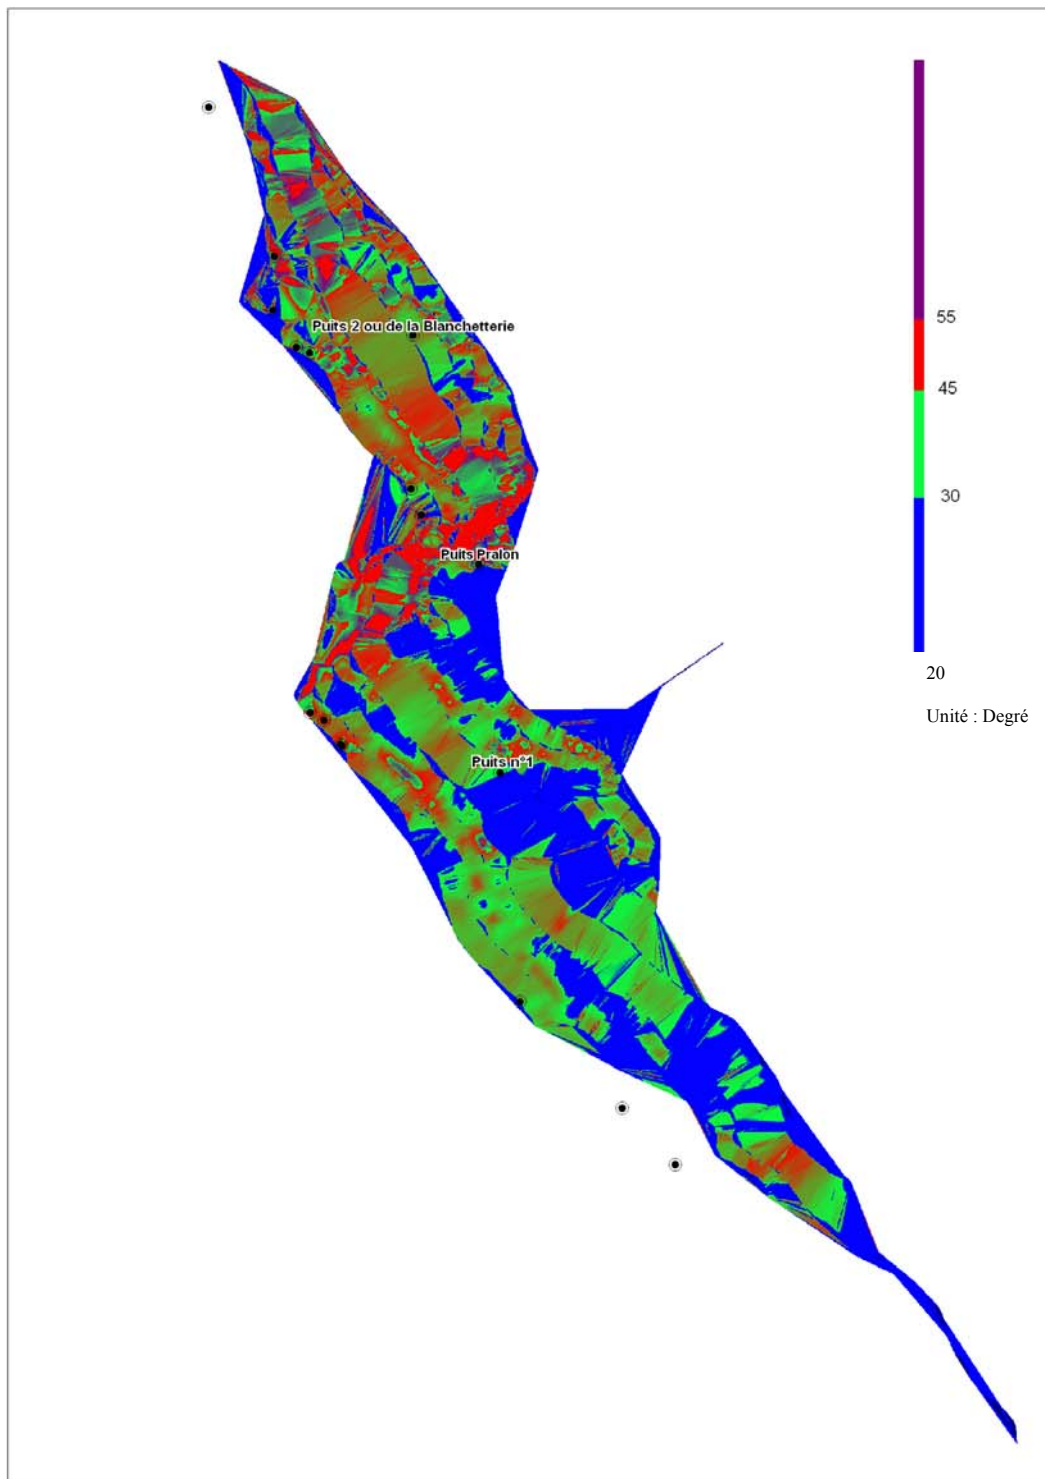 Puits 2 ou de la Blanchetterie
55
45
30
Puits Pralon
20
Unité : Degré
Puits n°1